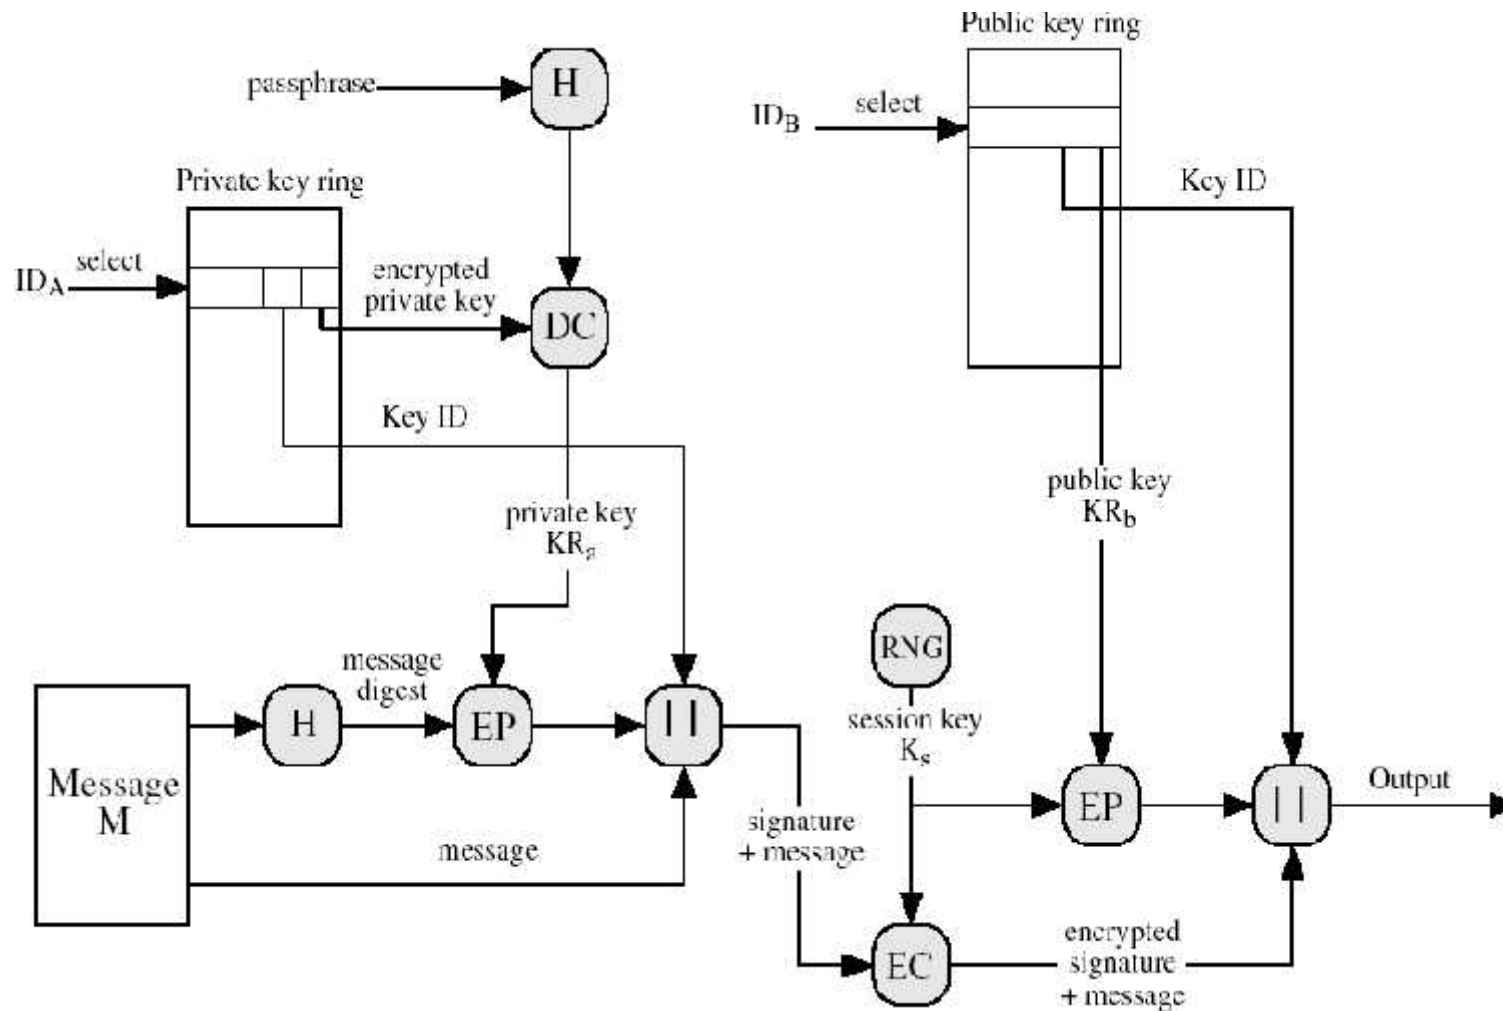 Public key ring
passphrase
H
ID_B
select
Private key ring
Key ID
ID_A
select
encrypted
private key
DC
Key ID
public key
KR_b
private key
KR_a
RNG
message
digest
session key
K_s
H
EP
||
Message
M
EP
||
Output
signature
+ message
message
EC
encrypted
signature
+ message